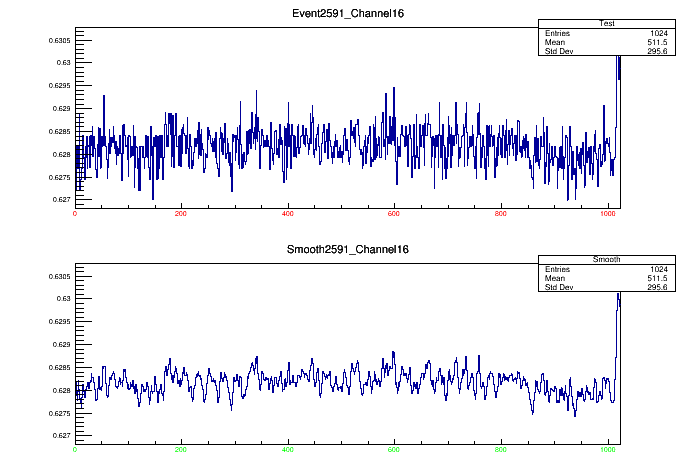 Event2591_Channel16
Test
Entries 1024
Mean 511.5
Std Dev 295.6
0.6305
0.63
0.6295
0.629
0.6285
0.628
0.6275
0.627
0 200 400 600 800 1000
Smooth2591_Channel16
Smooth
Entries 1024
Mean 511.5
Std Dev 295.6
0.6305
0.63
0.6295
0.629
0.6285
0.628
0.6275
0.627
0 200 400 600 800 1000